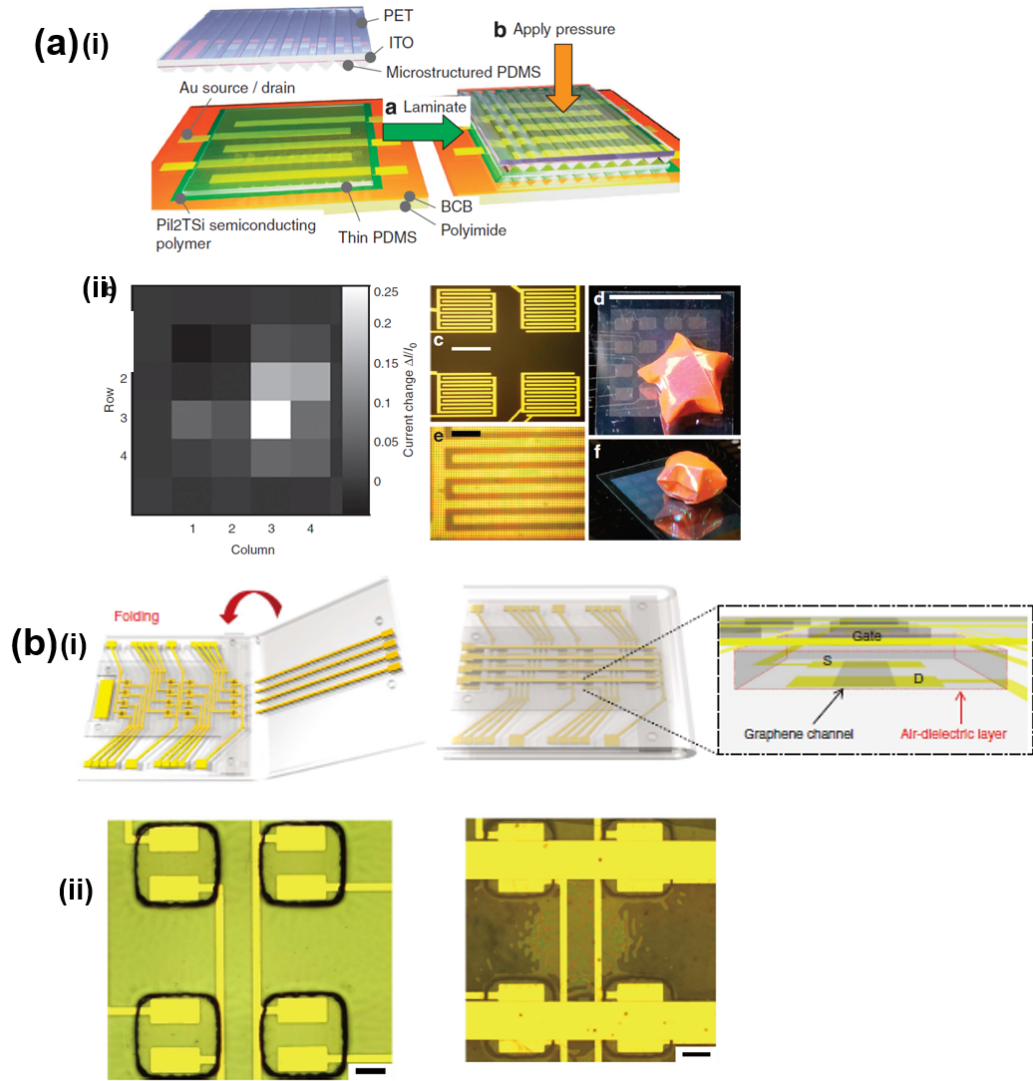 (a)(i)
PET
ITO
Microstructured PDMS
b Apply pressure
Au source / drain
a Laminate
BCB
Polyimide
Thin PDMS
PiI2TSi semiconducting
polymer
(ii)
Row
2
3
4
1 2 3 4
Column
0.25
0.2
0.15
0.10
0.05
0
Current change ΔI/I0
c
d
e
f
(b)(i)
Folding
Gate
S
D
Graphene channel
Air-dielectric layer
(ii)